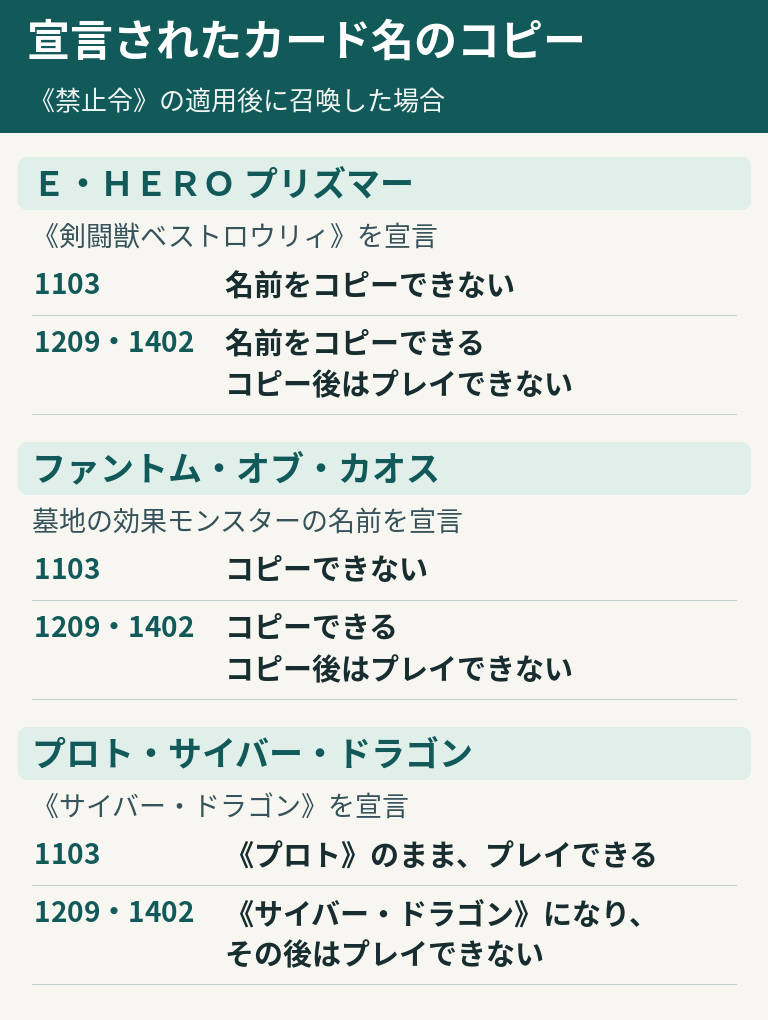 宣言されたカード名のコピー
《禁止令》の適用後に召喚した場合
Ｅ・ＨＥＲＯ プリズマー
《剣闘獣ベストロウリィ》を宣言
1103 名前をコピーできない
1209・1402 名前をコピーできる
コピー後はプレイできない
ファントム・オブ・カオス
墓地の効果モンスターの名前を宣言
1103 コピーできない
1209・1402 コピーできる
コピー後はプレイできない
プロト・サイバー・ドラゴン
《サイバー・ドラゴン》を宣言
1103 《プロト》のまま、プレイできる
1209・1402 《サイバー・ドラゴン》になり、
その後はプレイできない